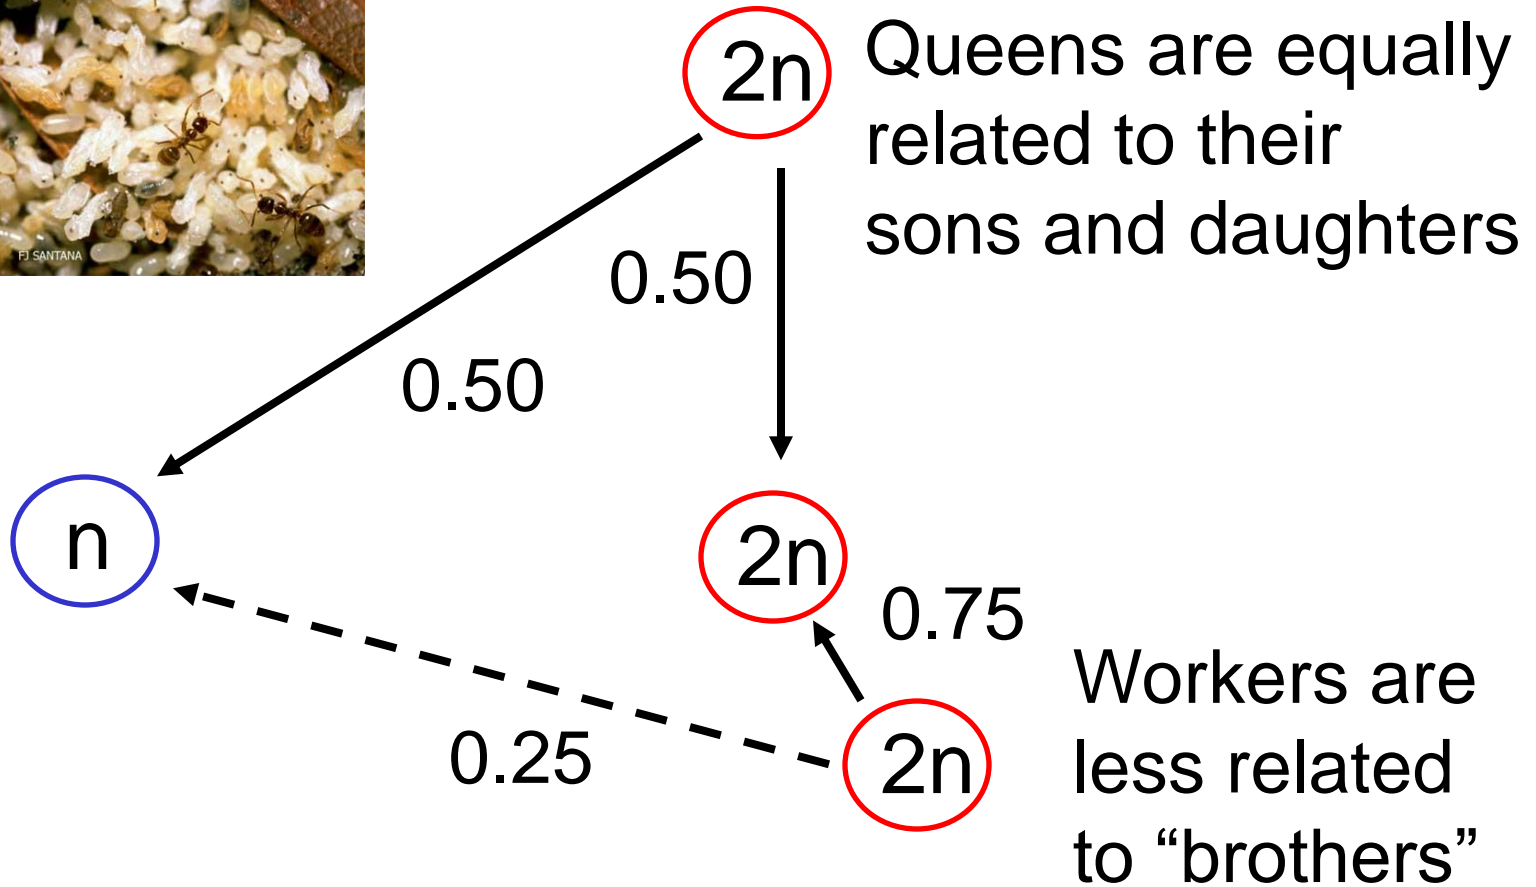 2n
Queens are equally
related to their
sons and daughters
FJ SANTANA
0.50
0.50
n
2n
0.75
0.25
2n
Workers are
less related
to “brothers”